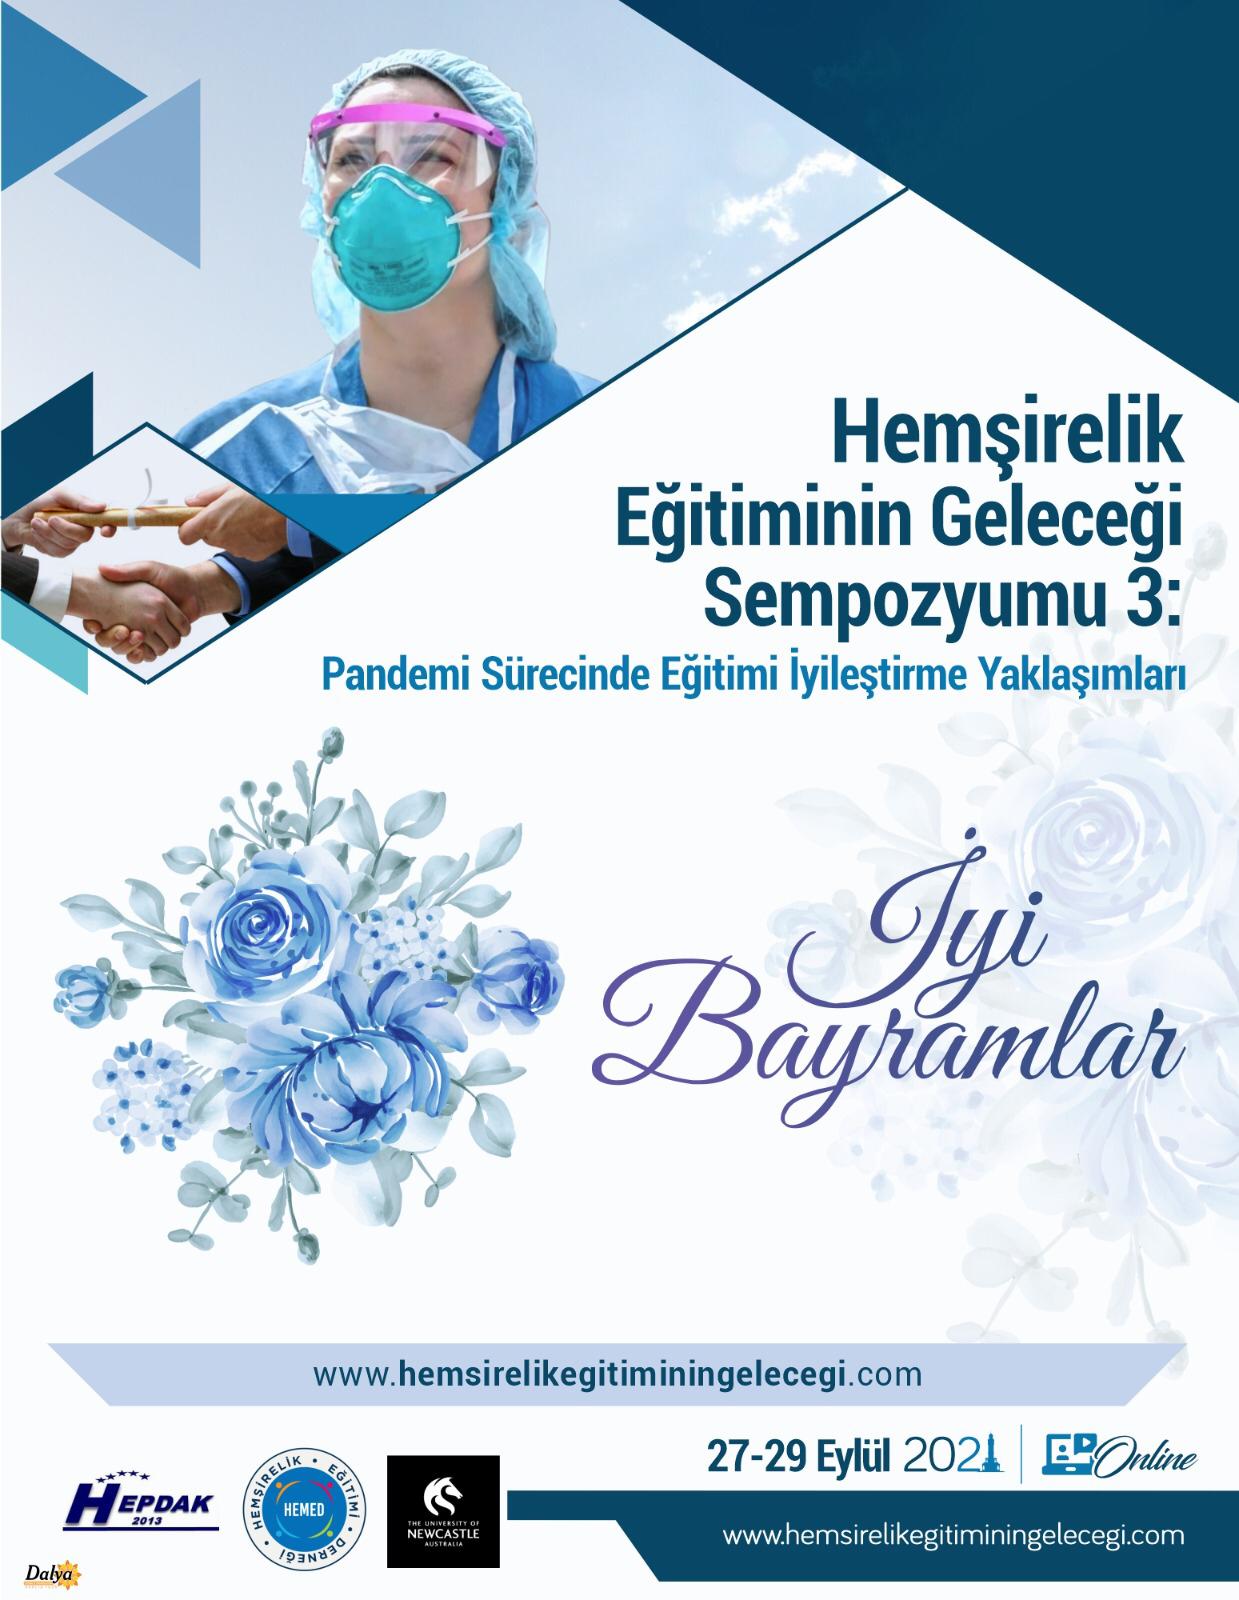 Hemşirelik
Eğitiminin Geleceği
Sempozyumu 3:
Pandemi Sürecinde Eğitimi İyileştirme Yaklaşımları
İyi
Bayramlar
www.hemsirelikegitiminingelecegi.com
27-29 Eylül 2021
Online
www.hemsirelikegitiminingelecegi.com
HEPDAK
2013
HEMŞİRELİK • EĞİTİMİ • DERNEĞİ •
HEMED
THE UNIVERSITY OF
NEWCASTLE
AUSTRALIA
Dalya